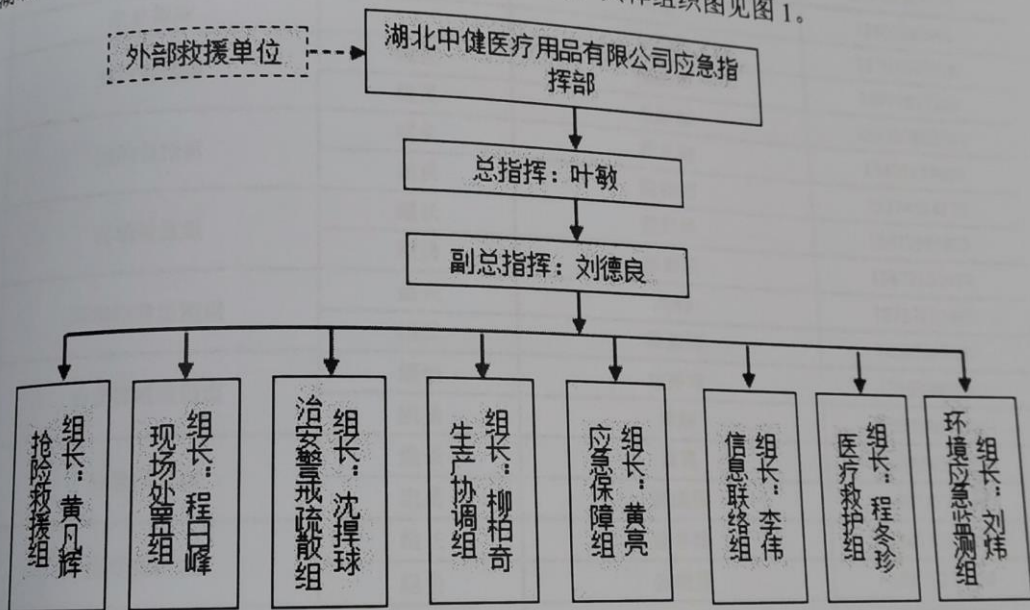 组织图见图 1。
外部救援单位
湖北中健医疗用品有限公司应急指
挥部
总指挥：叶敏
副总指挥：刘德良
抢险救援组
组长：黄凡辉
现场处置组
组长：程日峰
治安警戒疏散组
组长：沈捍球
生产协调组
组长：柳柏奇
应急保障组
组长：黄亮
信息联络组
组长：李伟
医疗救护组
组长：程冬珍
环境应急监测组
组长：刘炜